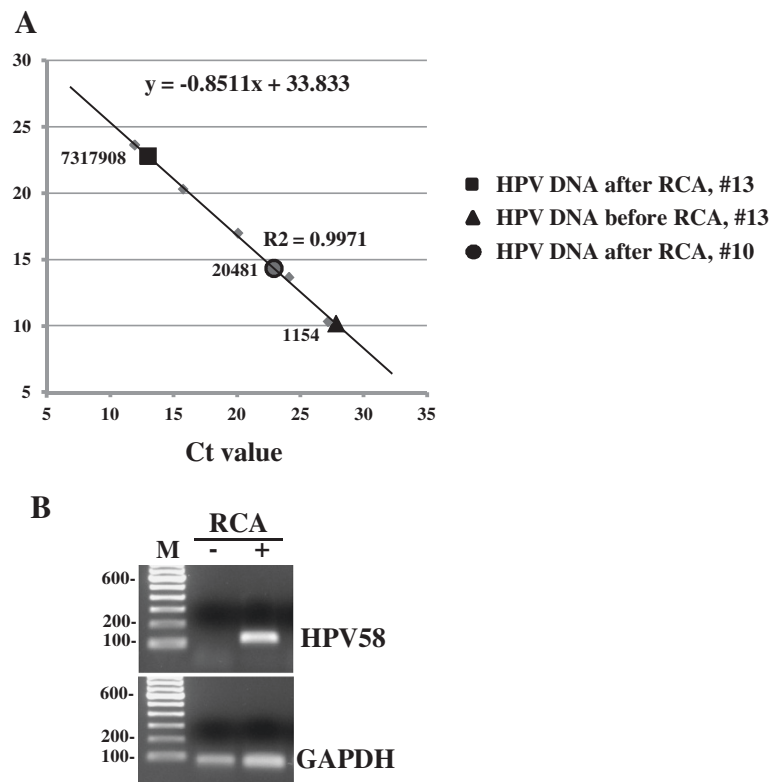 A
30
y = -0.8511x + 33.833
25
7317908
20
R2 = 0.9971
15
20481
10
1154
5
5 10 15 20 25 30 35
Ct value
HPV DNA after RCA, #13
HPV DNA before RCA, #13
HPV DNA after RCA, #10
B
RCA
M - +
600-
200-
100-
HPV58
600-
200-
100-
GAPDH